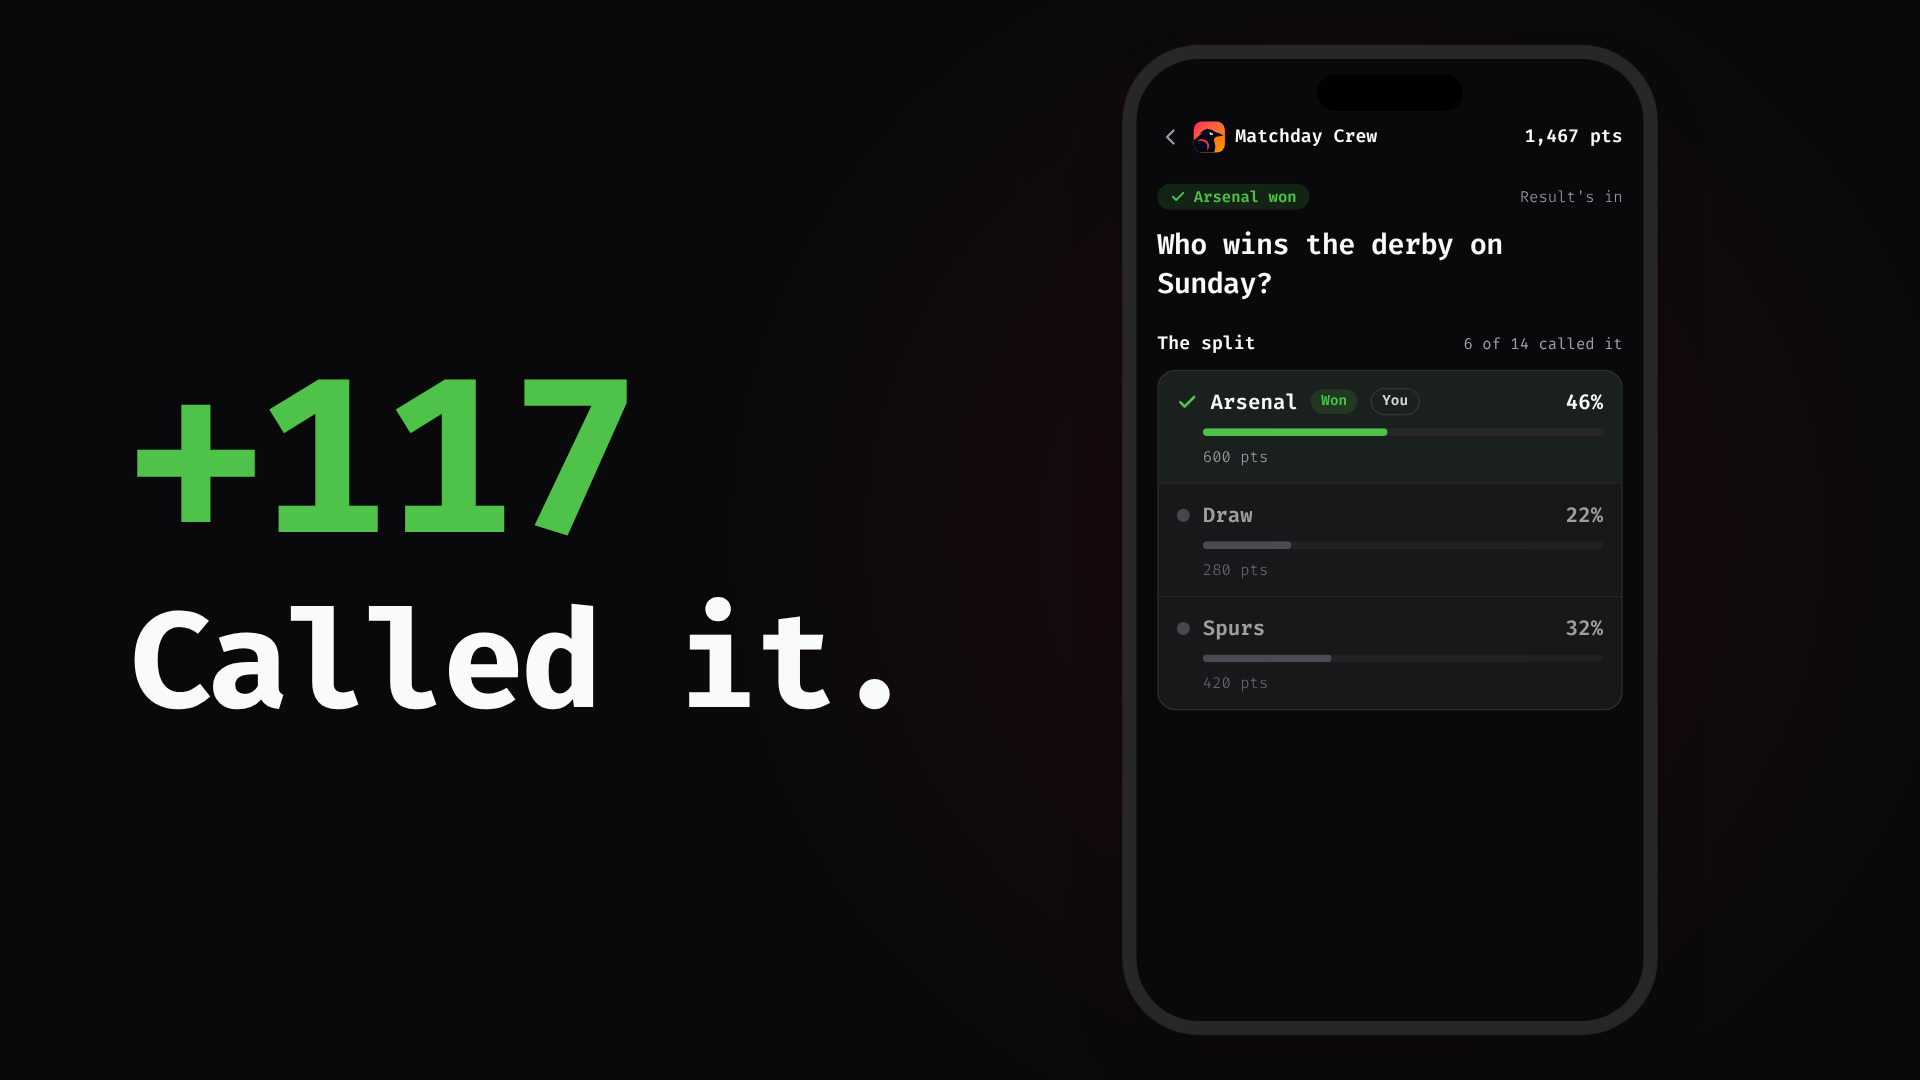 +117
Called it.
Matchday Crew
1,467 pts
Arsenal won
Result's in
Who wins the derby on
Sunday?
The split
6 of 14 called it
Arsenal Won You 46%
600 pts
Draw 22%
280 pts
Spurs 32%
420 pts